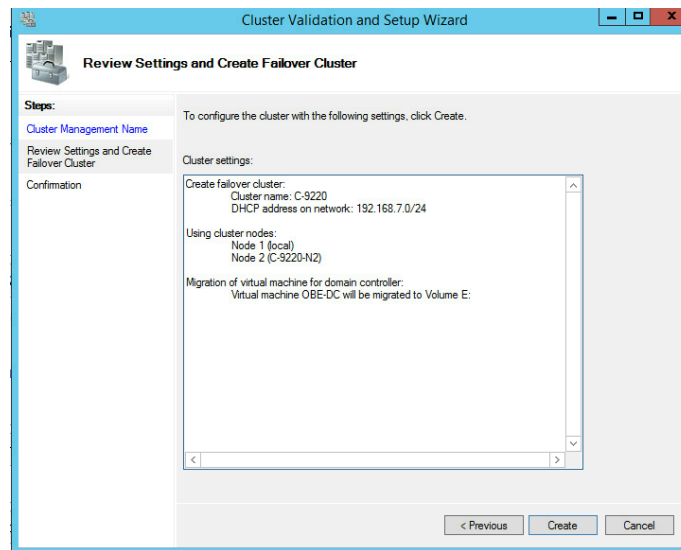 Cluster Validation and Setup Wizard
Review Settings and Create Failover Cluster
Steps:
Cluster Management Name
Review Settings and Create
Failover Cluster
Confirmation
To configure the cluster with the following settings, click Create.
Cluster settings:
Create failover cluster:
Cluster name: C-9220
DHCP address on network: 192.168.7.0/24
Using cluster nodes:
Node 1 (local)
Node 2 (C-9220-N2)
Migration of virtual machine for domain controller:
Virtual machine OBE-DC will be migrated to Volume E:
< Previous
Create
Cancel